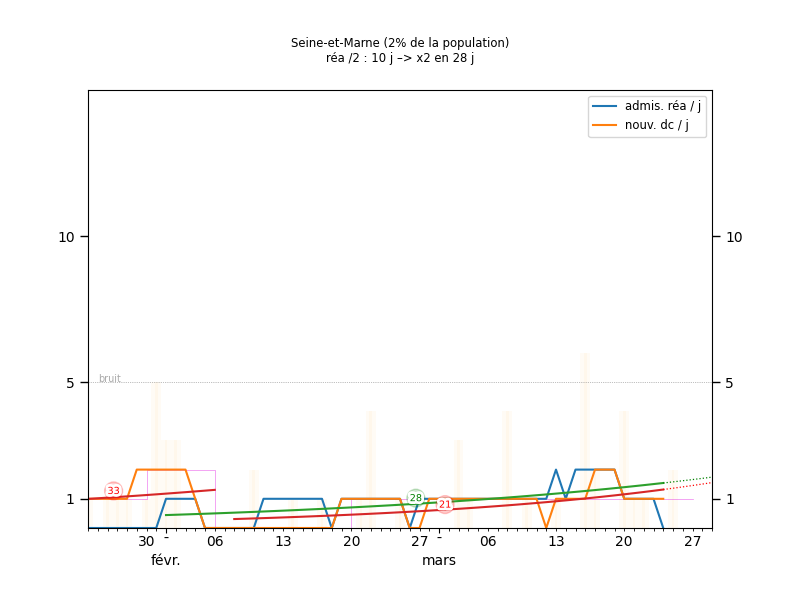 Seine-et-Marne (2% de la population)
réa /2 : 10 j –> x2 en 28 j
admis. réa / j
nouv. dc / j
10 10
bruit
5 5
33
28
21
1 1
30 - 06 13 20 27 - 06 13 20 27
févr. mars